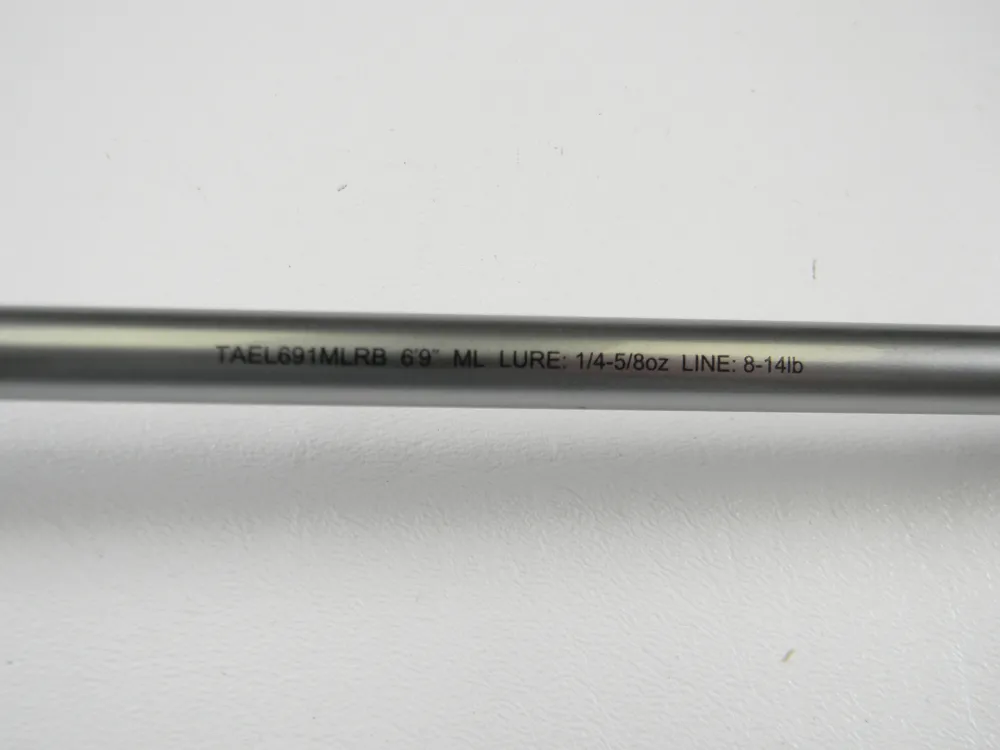 TAEL691MLRB 6'9" ML LURE: 1/4-5/8oz LINE: 8-14lb